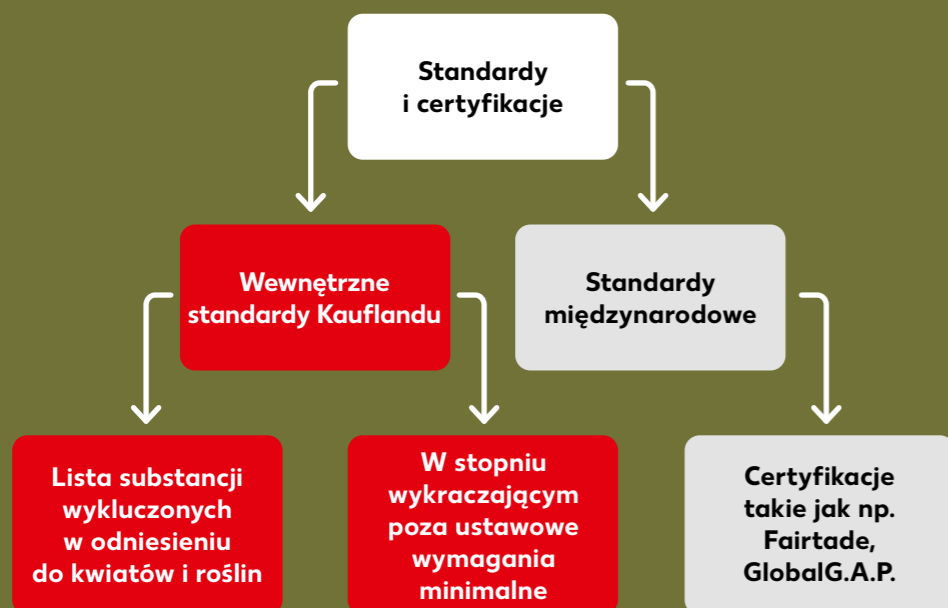 Standardy
i certyfikacje
Wewnętrzne
standardy Kauflandu
Standardy
międzynarodowe
Lista substancji
wykluczonych
w odniesieniu
do kwiatów i roślin
W stopniu
wykraczającym
poza ustawowe
wymagania
minimalne
Certyfikacje
takie jak np.
Fairtade,
GlobalG.A.P.